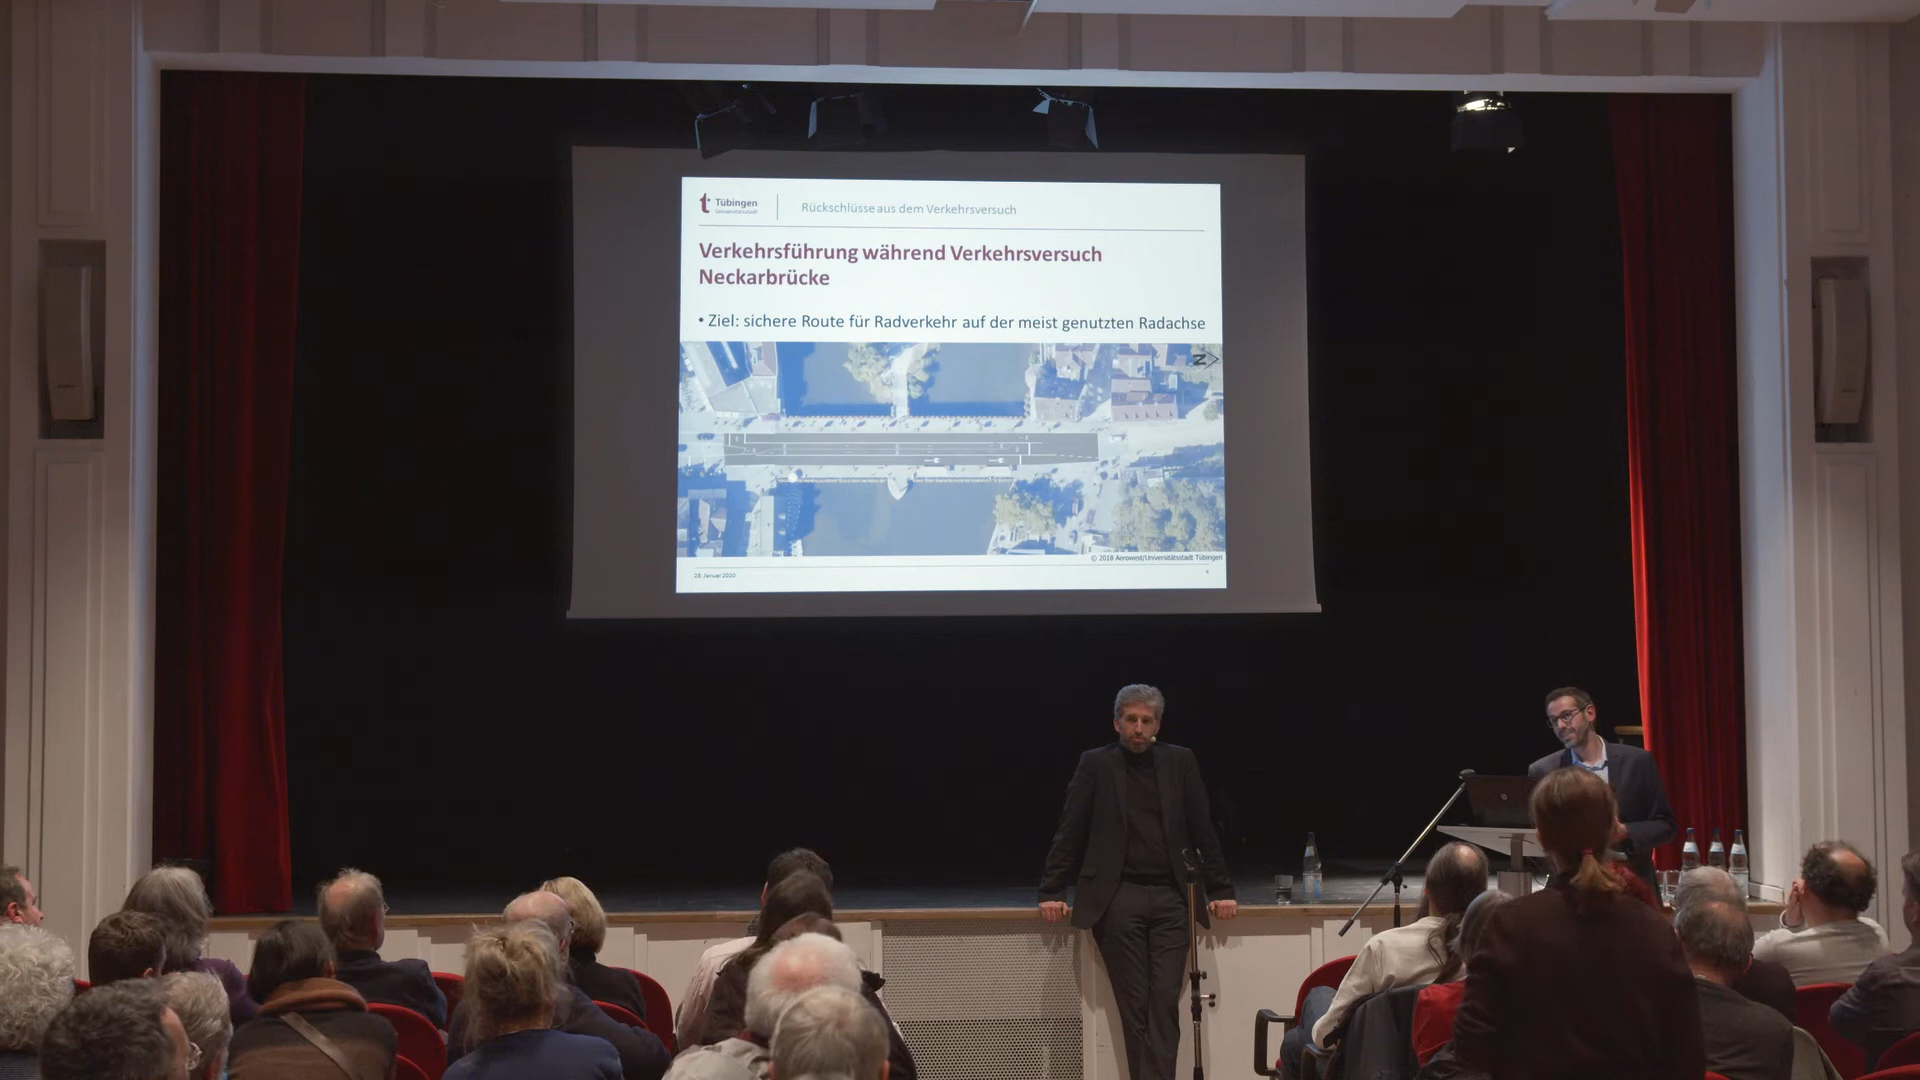 Tübingen
Universitätsstadt
Rückschlüsse aus dem Verkehrsversuch
Verkehrsführung während Verkehrsversuch
Neckarbrücke
• Ziel: sichere Route für Radverkehr auf der meist genutzten Radachse
N
© 2018 Aerowest/Universitätsstadt Tübingen
28. Januar 2020